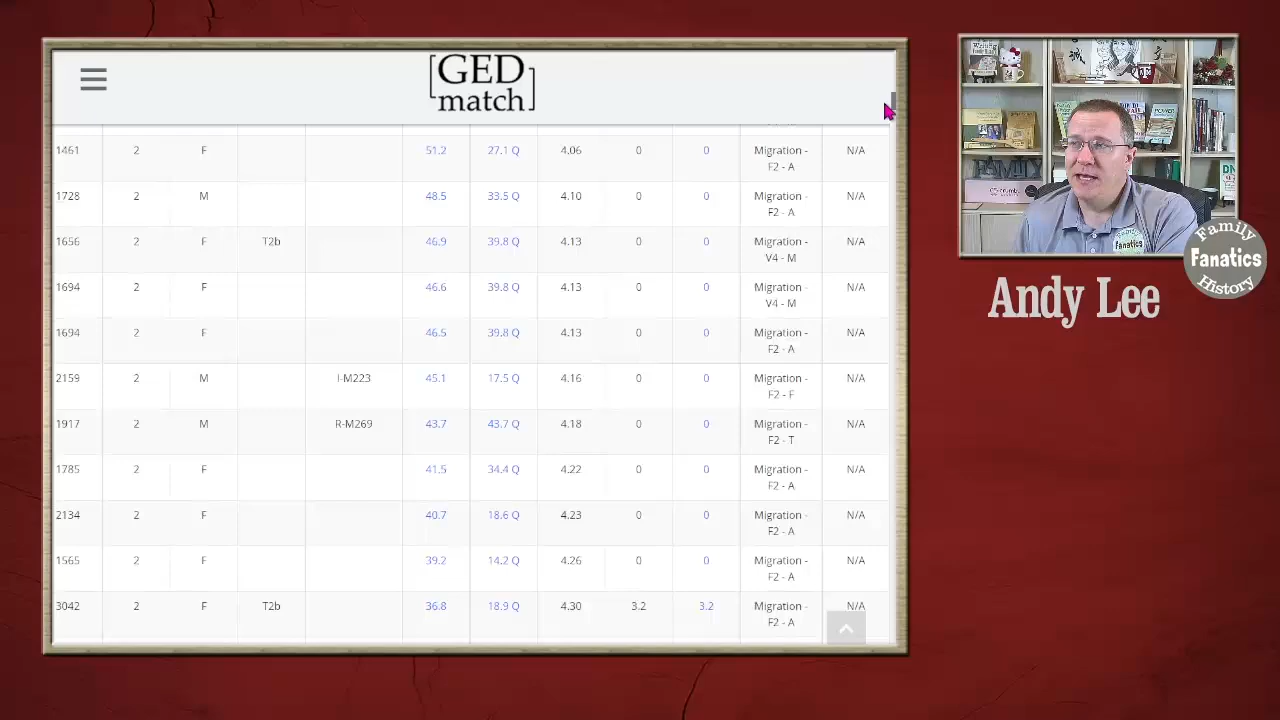 [GED
match]
1461 2 F 51.2 27.1 Q 4.06 0 0 Migration - N/A
F2 - A
1728 2 M 48.5 33.5 Q 4.10 0 0 Migration - N/A
F2 - A
1656 2 F T2b 46.9 39.8 Q 4.13 0 0 Migration - N/A
V4 - M
1694 2 F 46.6 39.8 Q 4.13 0 0 Migration - N/A
V4 - M
1694 2 F 46.5 39.8 Q 4.13 0 0 Migration - N/A
F2 - A
2159 2 M I-M223 45.1 17.5 Q 4.16 0 0 Migration - N/A
F2 - F
1917 2 M R-M269 43.7 43.7 Q 4.18 0 0 Migration - N/A
F2 - T
1785 2 F 41.5 34.4 Q 4.22 0 0 Migration - N/A
F2 - A
2134 2 F 40.7 18.6 Q 4.23 0 0 Migration - N/A
F2 - A
1565 2 F 39.2 14.2 Q 4.26 0 0 Migration - N/A
F2 - A
3042 2 F T2b 36.8 18.9 Q 4.30 3.2 3.2 Migration - N/A
F2 - A
Writing
POWER
FAMILY
Family
Fanatics
Family
Fanatics
History
Andy Lee